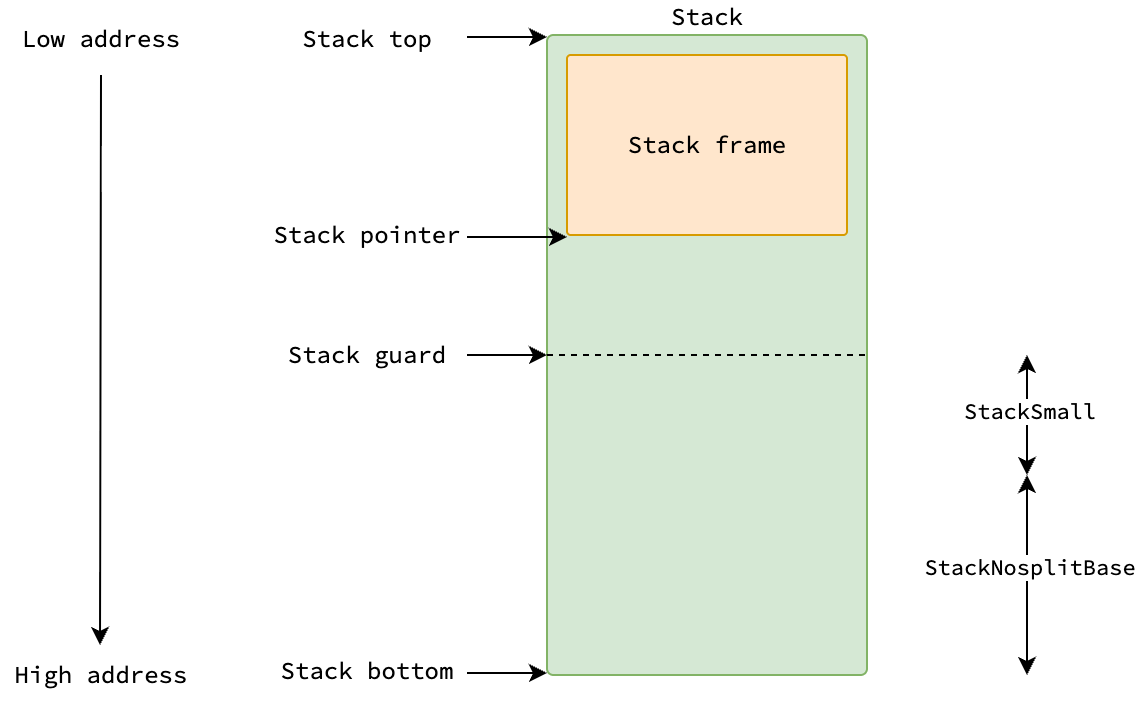 Stack
Low address
Stack top
Stack frame
Stack pointer
Stack guard
StackSmall
StackNosplitBase
Stack bottom
High address